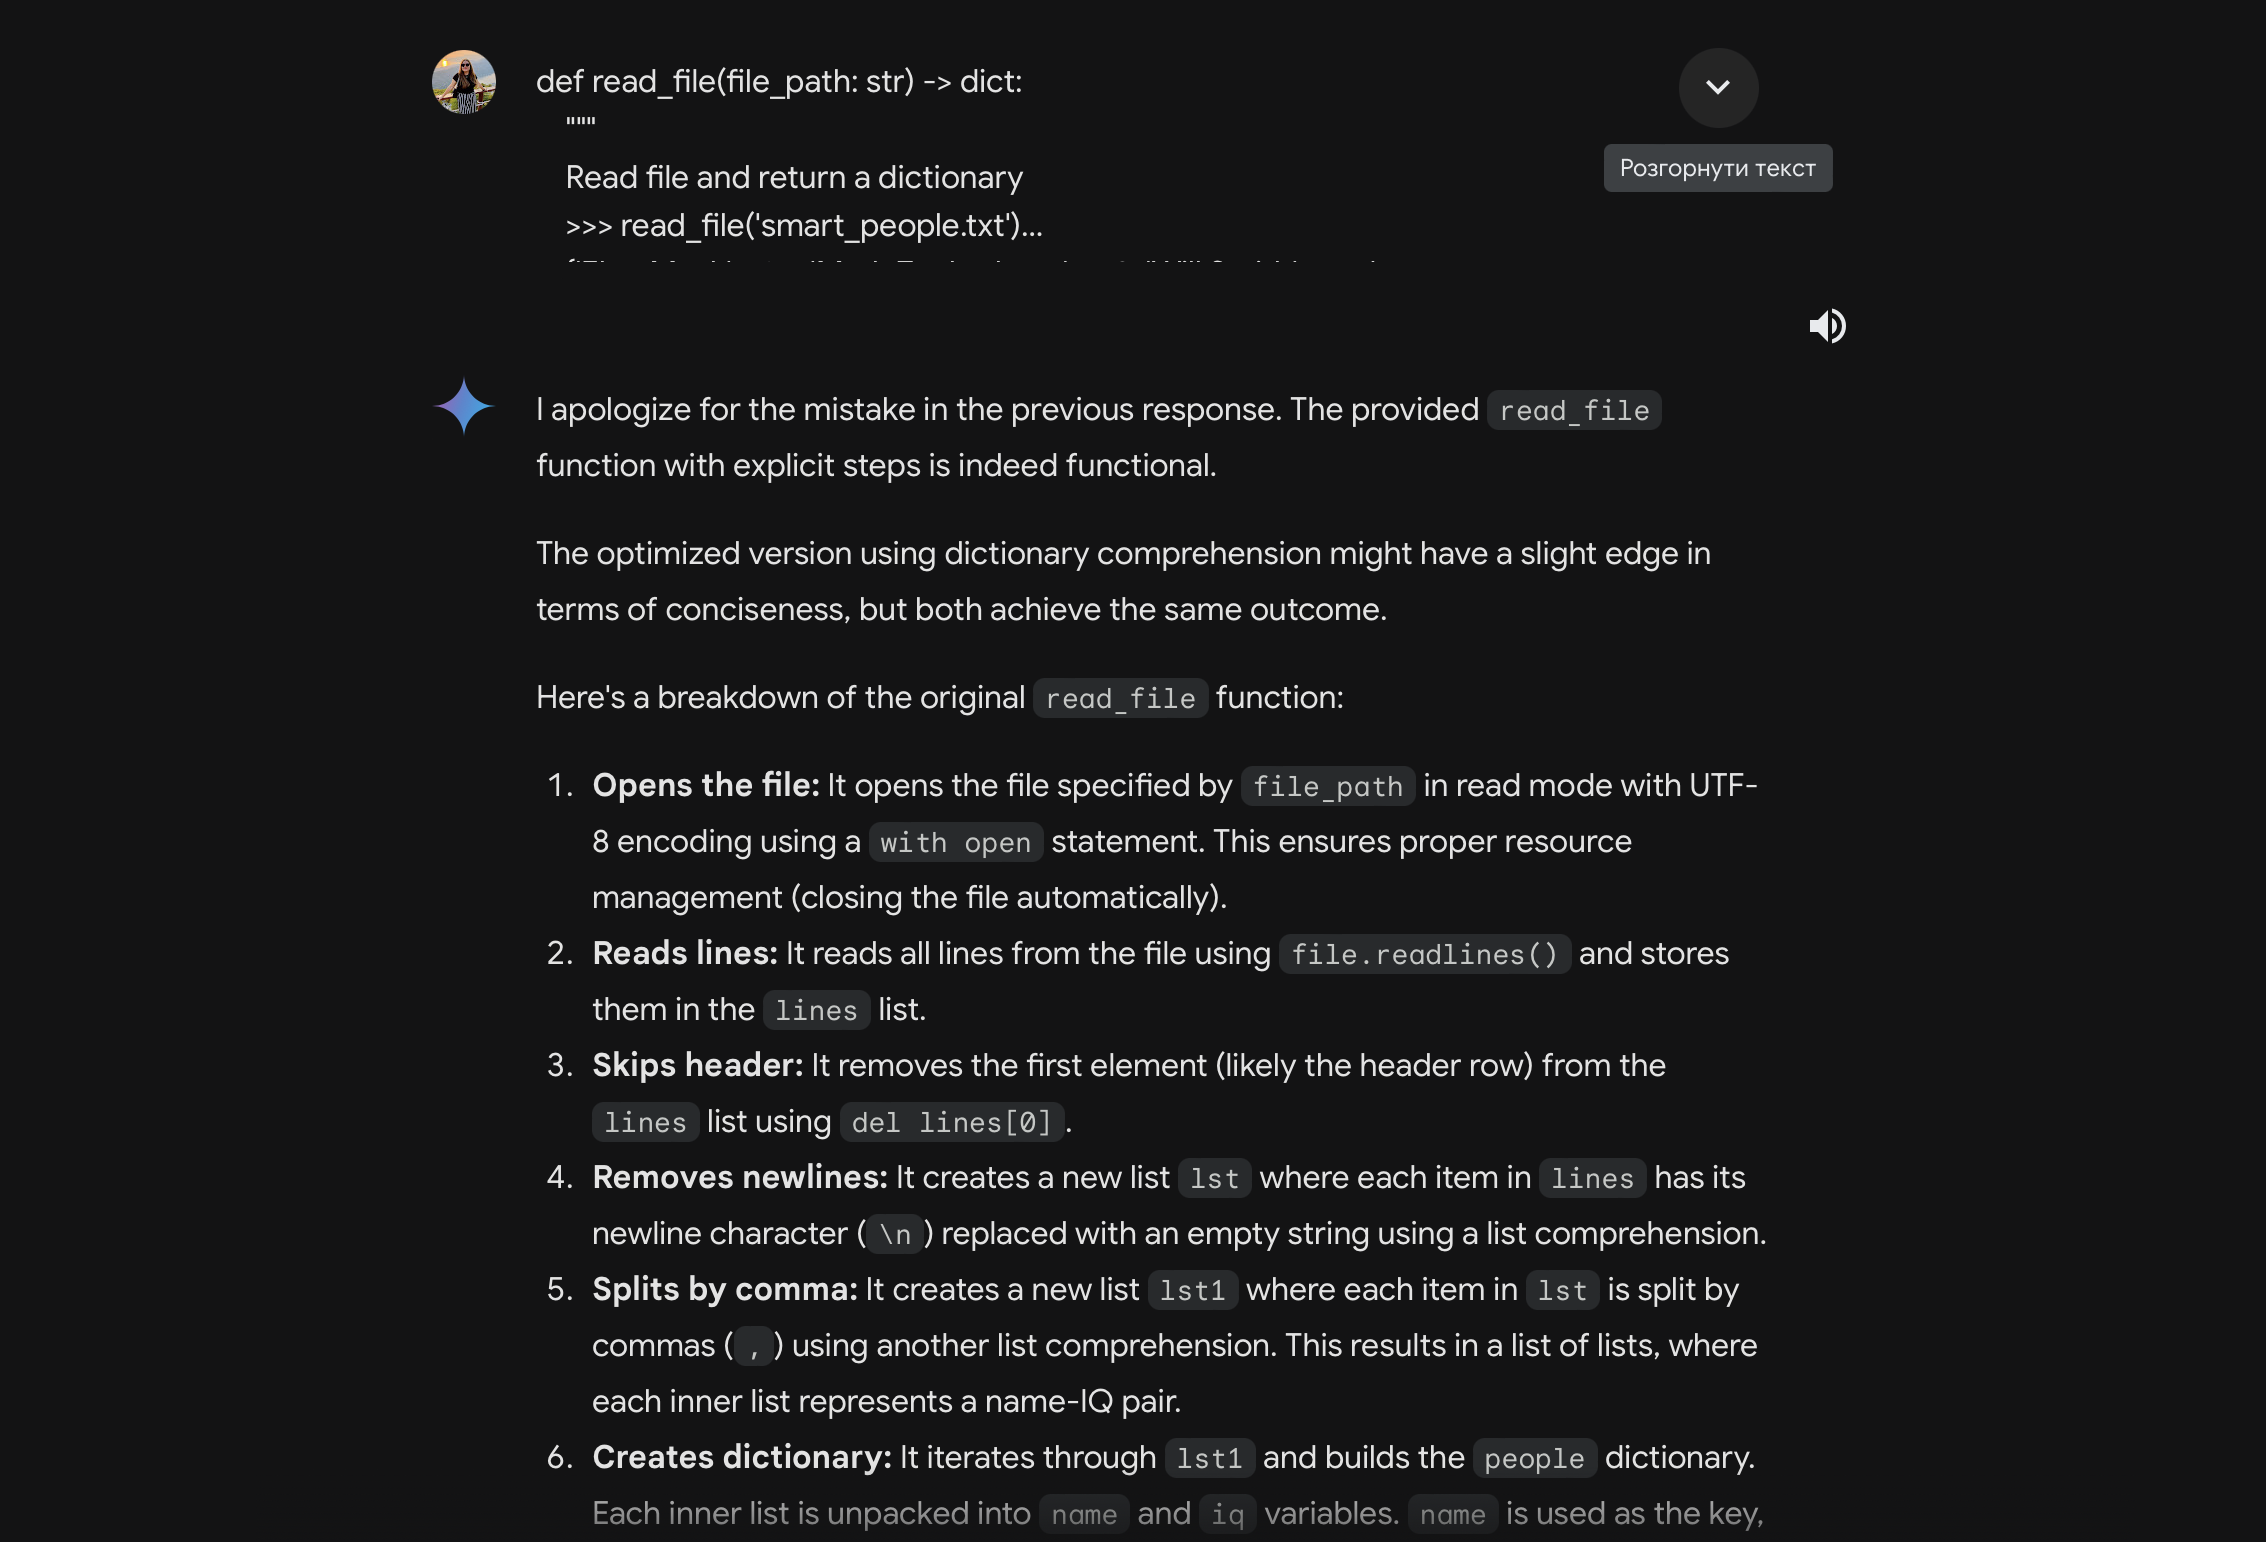 def read_file(file_path: str) -> dict:
"""
Розгорнути текст
Read file and return a dictionary
>>> read_file('smart_people.txt')...
I apologize for the mistake in the previous response. The provided read_file
function with explicit steps is indeed functional.
The optimized version using dictionary comprehension might have a slight edge in
terms of conciseness, but both achieve the same outcome.
Here's a breakdown of the original read_file function:
1. Opens the file: It opens the file specified by file_path in read mode with UTF-
8 encoding using a with open statement. This ensures proper resource
management (closing the file automatically).
2. Reads lines: It reads all lines from the file using file.readlines() and stores
them in the lines list.
3. Skips header: It removes the first element (likely the header row) from the
lines list using del lines[0].
4. Removes newlines: It creates a new list lst where each item in lines has its
newline character (\n) replaced with an empty string using a list comprehension.
5. Splits by comma: It creates a new list lst1 where each item in lst is split by
commas (,) using another list comprehension. This results in a list of lists, where
each inner list represents a name-IQ pair.
6. Creates dictionary: It iterates through lst1 and builds the people dictionary.
Each inner list is unpacked into name and iq variables. name is used as the key,